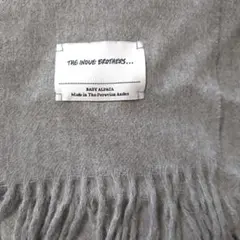 THE INOUE BROTHERS...
BABY ALPACA
Made in The Peruvian Andes